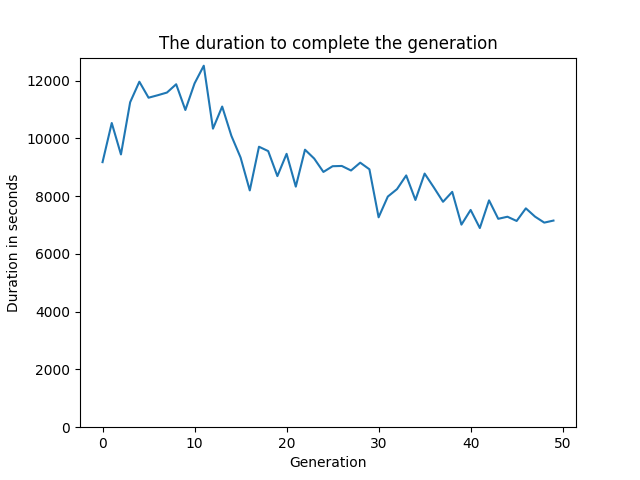 The duration to complete the generation
Duration in seconds
12000
10000
8000
6000
4000
2000
0
0 10 20 30 40 50
Generation